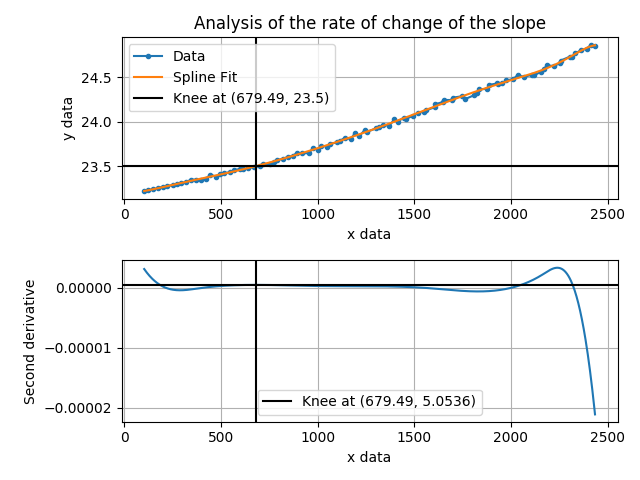 Analysis of the rate of change of the slope
Data
Spline Fit
Knee at (679.49, 23.5)
24.5
24.0
23.5
y data
0
500
1000
1500
2000
2500
x data
0.00000
−0.00001
−0.00002
Second derivative
Knee at (679.49, 5.0536)
0
500
1000
1500
2000
2500
x data